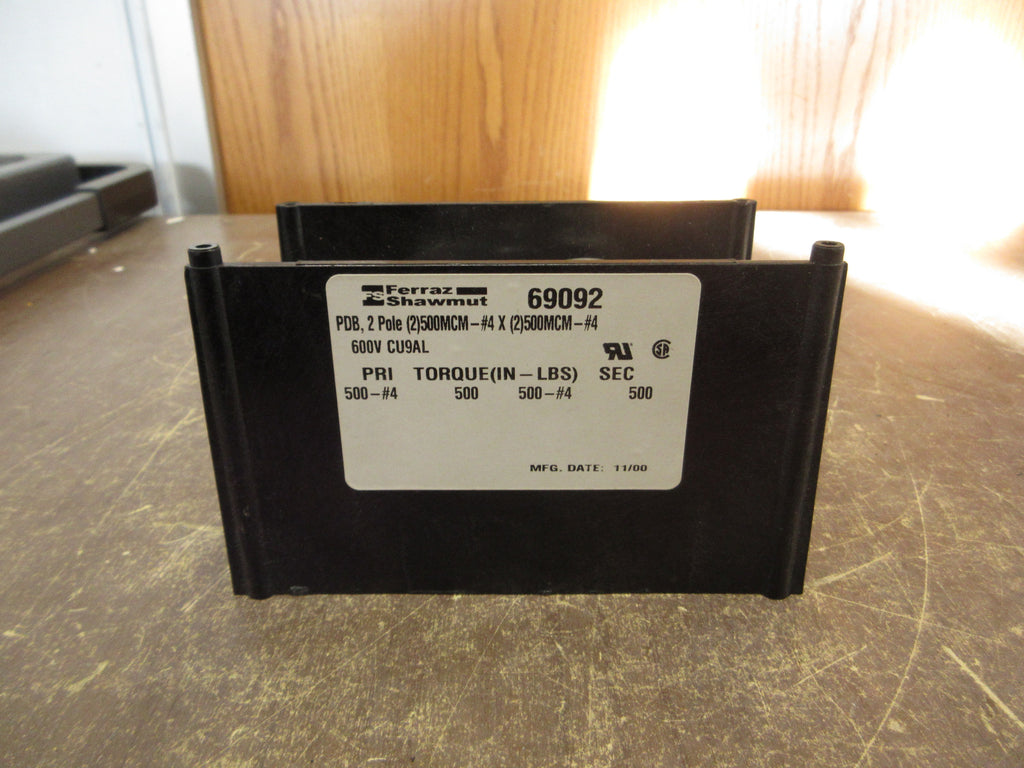 FS Ferraz Shawmut 69092
PDB, 2 Pole (2)500MCM-#4 X (2)500MCM-#4
600V CU9AL
PRI TORQUE(IN-LBS) SEC
500-#4 500 500-#4 500
MFG. DATE: 11/00